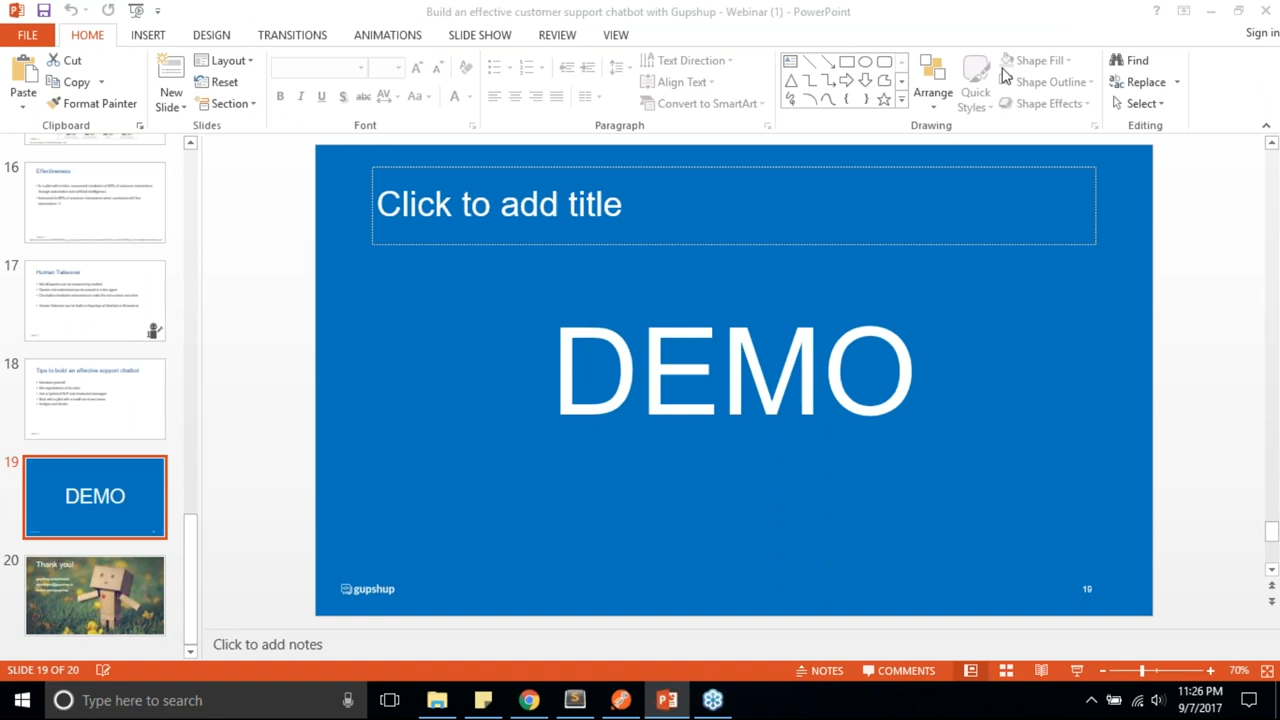 Build an effective customer support chatbot with Gupshup - Webinar (1) - PowerPoint
?
FILE
HOME
INSERT
DESIGN
TRANSITIONS
ANIMATIONS
SLIDE SHOW
REVIEW
VIEW
Sign in
Paste
Cut
Copy
Format Painter
Clipboard
New Slide
Layout
Reset
Section
Slides
B I U S abc AV Aa A
Font
Text Direction
Align Text
Convert to SmartArt
Paragraph
Arrange
Quick Styles
Shape Fill
Shape Outline
Shape Effects
Drawing
Find
Replace
Select
Editing
16
Effectiveness
17
Human Takeover
18
Tips to build an effective support chatbot
19
DEMO
20
Thank you!
Click to add title
DEMO
gupshup
19
Click to add notes
SLIDE 19 OF 20
NOTES
COMMENTS
70%
Type here to search
11:26 PM
9/7/2017